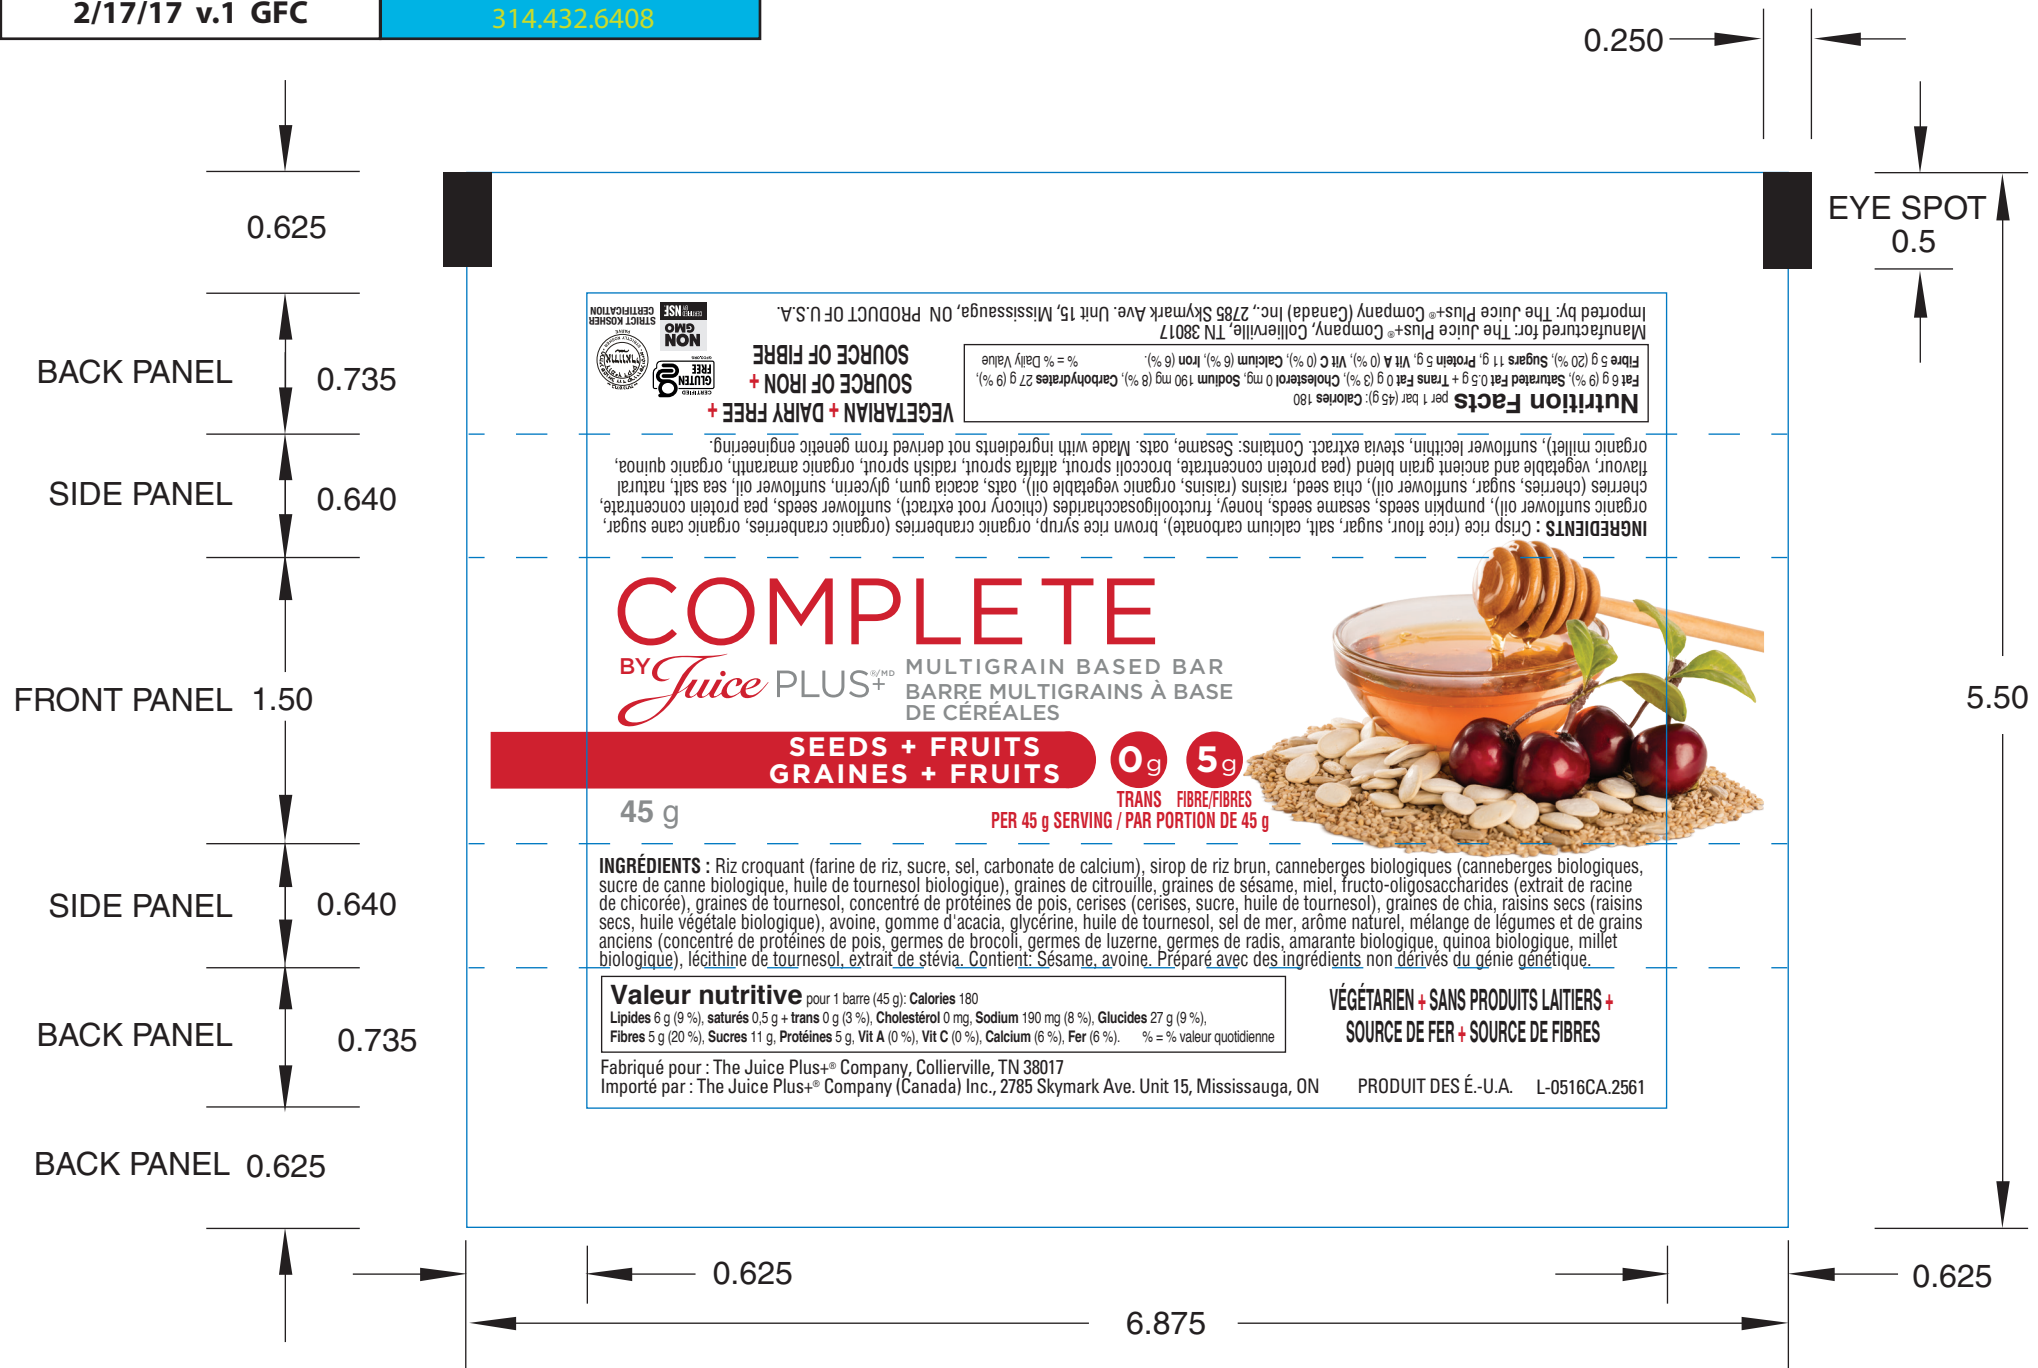 2/17/17 v.1 GFC
314.432.6408
0.250
EYE SPOT
0.5
0.625
BACK PANEL 0.735
SIDE PANEL 0.640
FRONT PANEL 1.50
SIDE PANEL 0.640
BACK PANEL 0.735
BACK PANEL 0.625
5.50
Imported by: The Juice Plus+® Company (Canada) Inc., 2785 Skymark Ave. Unit 15, Mississauga, ON PRODUCT OF U.S.A.
Manufactured for: The Juice Plus+® Company, Collierville, TN 38017
% = % Daily Value
Fibre 5 g (20 %), Sugars 11 g, Protein 5 g, Vit A (0 %), Vit C (0 %), Calcium (6 %), Iron (6 %).
Fat 6 g (9 %), Saturated Fat 0.5 g + Trans Fat 0 g (3 %), Cholesterol 0 mg, Sodium 190 mg (8 %), Carbohydrates 27 g (9 %),
Nutrition Facts per 1 bar (45 g): Calories 180
SOURCE OF FIBRE
SOURCE OF IRON +
VEGETARIAN + DAIRY FREE +
STRICT KOSHER
CERTIFICATION
PAREVE
CERTIFIED
BY NSF
NON
GMO
CERTIFIED
GLUTEN
FREE
organic millet), sunflower lecithin, stevia extract. Contains: Sesame, oats. Made with ingredients not derived from genetic engineering.
flavour, vegetable and ancient grain blend (pea protein concentrate, broccoli sprout, alfalfa sprout, radish sprout, organic amaranth, organic quinoa,
cherries (cherries, sugar, sunflower oil), chia seed, raisins (raisins, organic vegetable oil), oats, acacia gum, glycerin, sunflower oil, sea salt, natural
organic sunflower oil), pumpkin seeds, sesame seeds, honey, fructooligosaccharides (chicory root extract), sunflower seeds, pea protein concentrate,
INGREDIENTS : Crisp rice (rice flour, sugar, salt, calcium carbonate), brown rice syrup, organic cranberries (organic cranberries, organic cane sugar,
COMPLETE
BY Juice PLUS+®/MD
MULTIGRAIN BASED BAR
BARRE MULTIGRAINS À BASE
DE CÉRÉALES
SEEDS + FRUITS
GRAINES + FRUITS
0 g
TRANS
5 g
FIBRE/FIBRES
PER 45 g SERVING / PAR PORTION DE 45 g
45 g
INGRÉDIENTS : Riz croquant (farine de riz, sucre, sel, carbonate de calcium), sirop de riz brun, canneberges biologiques (canneberges biologiques,
sucre de canne biologique, huile de tournesol biologique), graines de citrouille, graines de sésame, miel, fructo-oligosaccharides (extrait de racine
de chicorée), graines de tournesol, concentré de protéines de pois, cerises (cerises, sucre, huile de tournesol), graines de chia, raisins secs (raisins
secs, huile végétale biologique), avoine, gomme d'acacia, glycérine, huile de tournesol, sel de mer, arôme naturel, mélange de légumes et de grains
anciens (concentré de protéines de pois, germes de brocoli, germes de luzerne, germes de radis, amarante biologique, quinoa biologique, millet
biologique), lécithine de tournesol, extrait de stévia. Contient: Sésame, avoine. Préparé avec des ingrédients non dérivés du génie génétique.
Valeur nutritive pour 1 barre (45 g): Calories 180
Lipides 6 g (9 %), saturés 0,5 g + trans 0 g (3 %), Cholestérol 0 mg, Sodium 190 mg (8 %), Glucides 27 g (9 %),
Fibres 5 g (20 %), Sucres 11 g, Protéines 5 g, Vit A (0 %), Vit C (0 %), Calcium (6 %), Fer (6 %). % = % valeur quotidienne
VÉGÉTARIEN + SANS PRODUITS LAITIERS +
SOURCE DE FER + SOURCE DE FIBRES
Fabriqué pour : The Juice Plus+® Company, Collierville, TN 38017
Importé par : The Juice Plus+® Company (Canada) Inc., 2785 Skymark Ave. Unit 15, Mississauga, ON PRODUIT DES É.-U.A. L-0516CA.2561
0.625
0.625
6.875